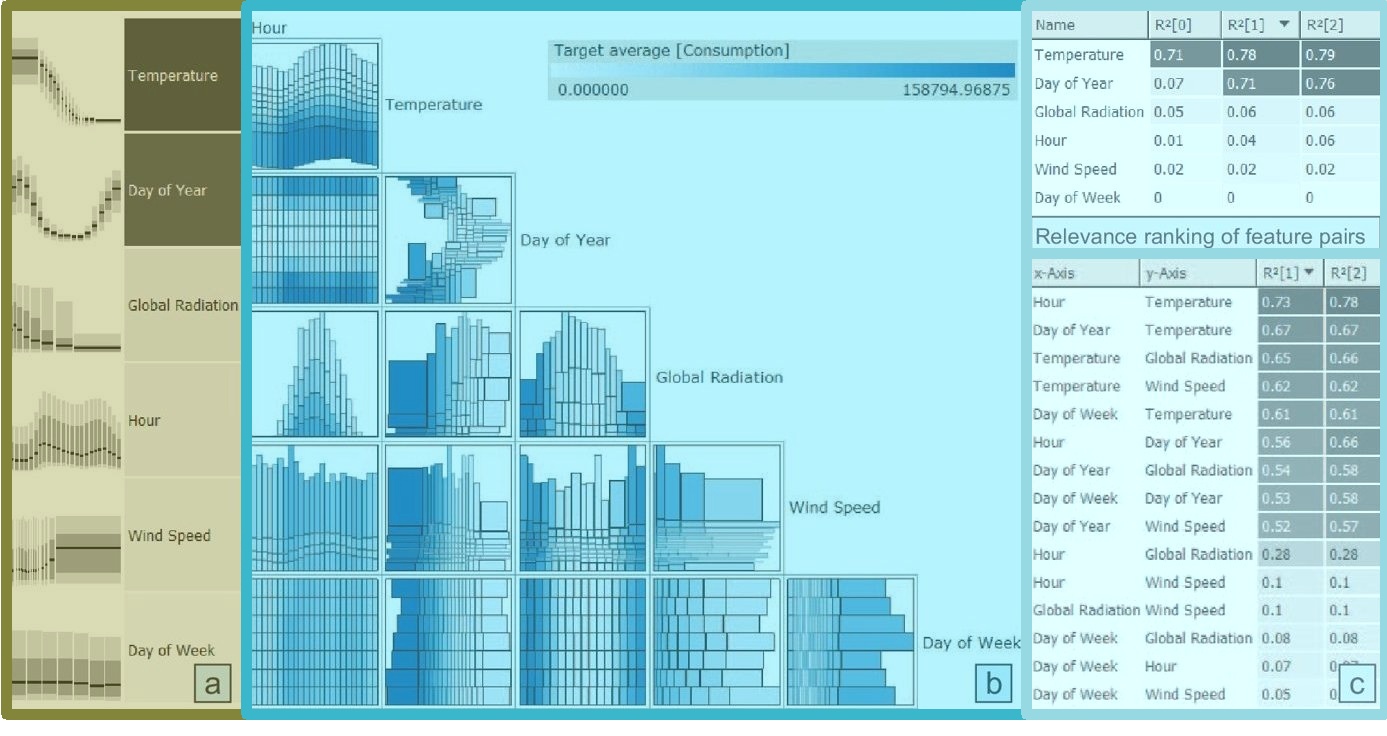 Temperature
Day of Year
Global Radiation
Hour
Wind Speed
Day of Week
a
Hour
Target average [Consumption]
0.000000 158794.96875
Temperature
Day of Year
Global Radiation
Wind Speed
Day of Week
b
Name R²[0] R²[1] R²[2]
Temperature 0.71 0.78 0.79
Day of Year 0.07 0.71 0.76
Global Radiation 0.05 0.06 0.06
Hour 0.01 0.04 0.06
Wind Speed 0.02 0.02 0.02
Day of Week 0 0 0
Relevance ranking of feature pairs
x-Axis y-Axis R²[1] R²[2]
Hour Temperature 0.73 0.78
Day of Year Temperature 0.67 0.67
Temperature Global Radiation 0.65 0.66
Temperature Wind Speed 0.62 0.62
Day of Week Temperature 0.61 0.61
Hour Day of Year 0.56 0.66
Day of Year Global Radiation 0.54 0.58
Day of Week Day of Year 0.53 0.58
Day of Year Wind Speed 0.52 0.57
Hour Global Radiation 0.28 0.28
Hour Wind Speed 0.1 0.1
Global Radiation Wind Speed 0.1 0.1
Day of Week Global Radiation 0.08 0.08
Day of Week Hour 0.07
Day of Week Wind Speed 0.05
c